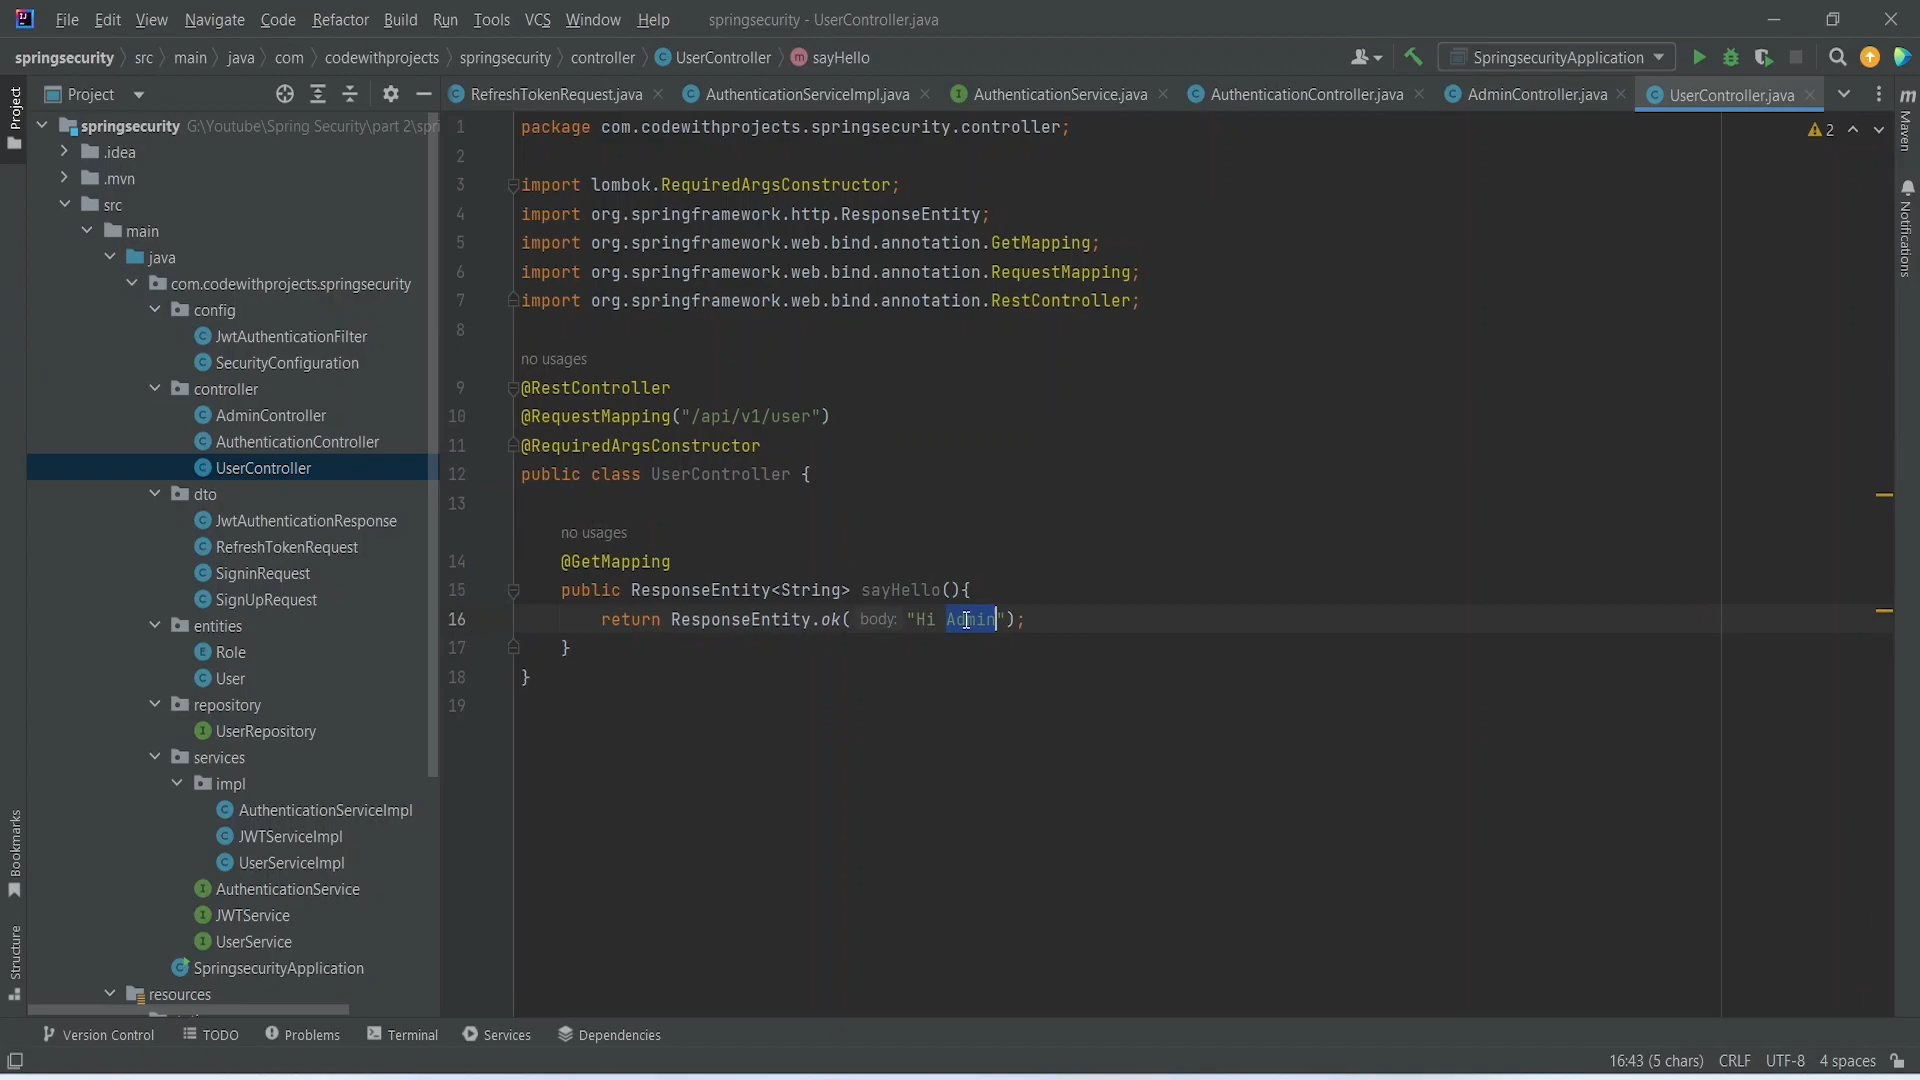 File Edit View Navigate Code Refactor Build Run Tools VCS Window Help springsecurity - UserController.java
springsecurity src main java com codewithprojects springsecurity controller UserController sayHello SpringsecurityApplication
Project RefreshTokenRequest.java AuthenticationServiceImpl.java AuthenticationService.java AuthenticationController.java AdminController.java UserController.java
Project
Bookmarks
Structure
springsecurity G:\Youtube\Spring Security\part 2\spri
.idea
.mvn
src
main
java
com.codewithprojects.springsecurity
config
JwtAuthenticationFilter
SecurityConfiguration
controller
AdminController
AuthenticationController
UserController
dto
JwtAuthenticationResponse
RefreshTokenRequest
SigninRequest
SignUpRequest
entities
Role
User
repository
UserRepository
services
impl
AuthenticationServiceImpl
JWTServiceImpl
UserServiceImpl
AuthenticationService
JWTService
UserService
SpringsecurityApplication
resources
1 package com.codewithprojects.springsecurity.controller;
2
3 import lombok.RequiredArgsConstructor;
4 import org.springframework.http.ResponseEntity;
5 import org.springframework.web.bind.annotation.GetMapping;
6 import org.springframework.web.bind.annotation.RequestMapping;
7 import org.springframework.web.bind.annotation.RestController;
8
no usages
9 @RestController
10 @RequestMapping("/api/v1/user")
11 @RequiredArgsConstructor
12 public class UserController {
13
no usages
14 @GetMapping
15 public ResponseEntity<String> sayHello(){
16 return ResponseEntity.ok( body: "Hi Admin");
17 }
18 }
19
2
m
Maven
Notifications
Version Control TODO Problems Terminal Services Dependencies
16:43 (5 chars) CRLF UTF-8 4 spaces